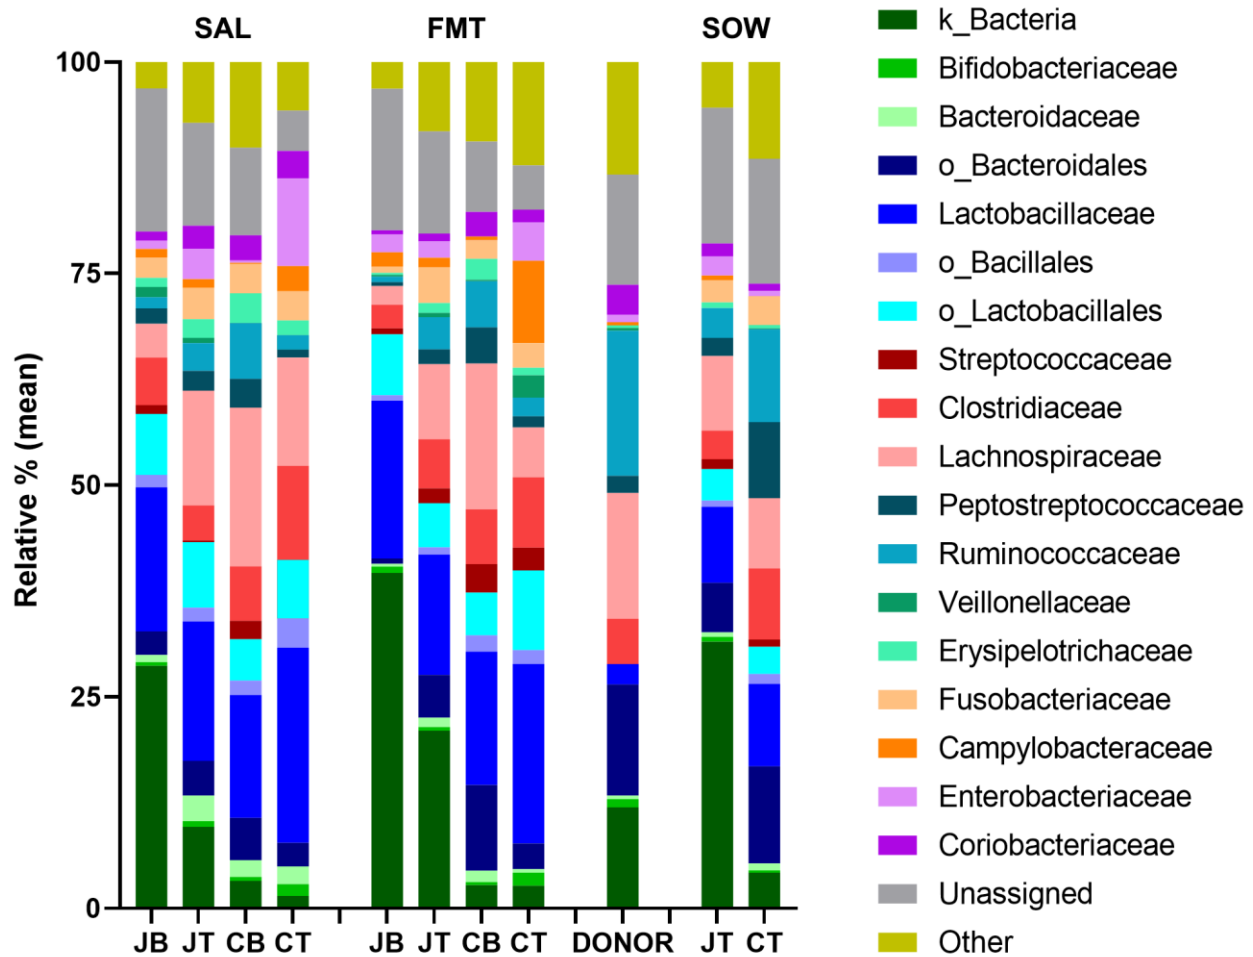 SAL FMT SOW
Relative % (mean)
100
75
50
25
0
JB JT CB CT JB JT CB CT DONOR JT CT
k_Bacteria
Bifidobacteriaceae
Bacteroidaceae
o_Bacteroidales
Lactobacillaceae
o_Bacillales
o_Lactobacillales
Streptococcaceae
Clostridiaceae
Lachnospiraceae
Peptostreptococcaceae
Ruminococcaceae
Veillonellaceae
Erysipelotrichaceae
Fusobacteriaceae
Campylobacteraceae
Enterobacteriaceae
Coriobacteriaceae
Unassigned
Other